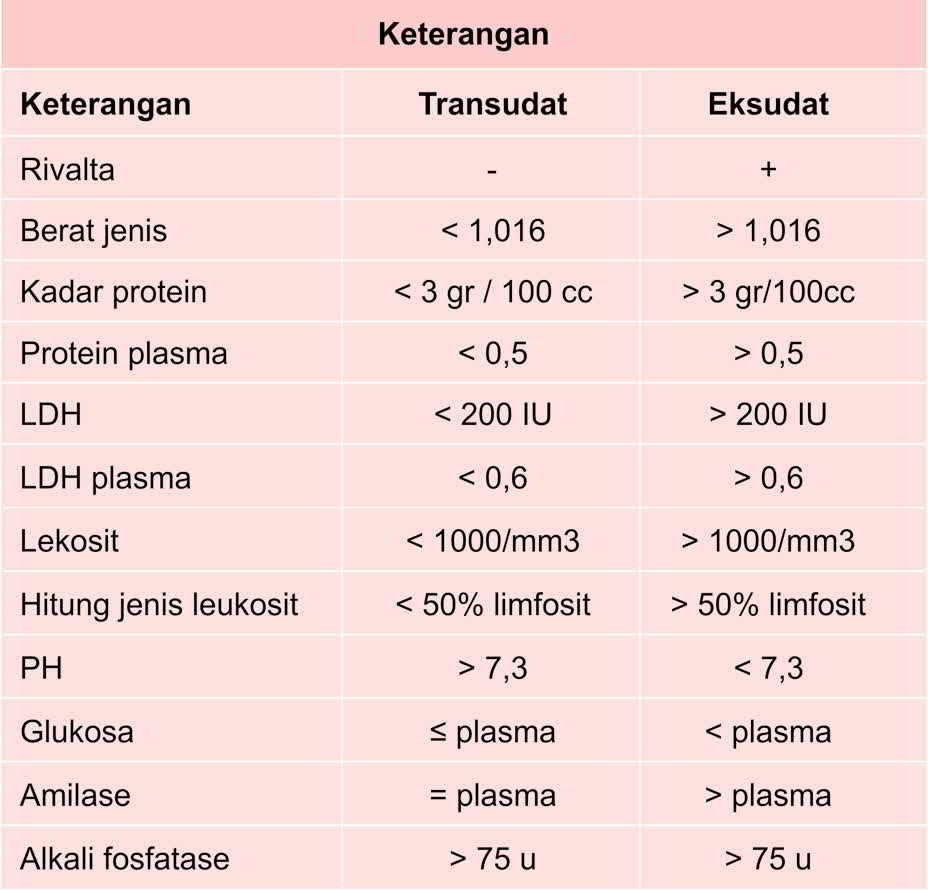 Keterangan
Keterangan Transudat Eksudat
Rivalta - +
Berat jenis < 1,016 > 1,016
Kadar protein < 3 gr / 100 cc > 3 gr/100cc
Protein plasma < 0,5 > 0,5
LDH < 200 IU > 200 IU
LDH plasma < 0,6 > 0,6
Lekosit < 1000/mm3 > 1000/mm3
Hitung jenis leukosit < 50% limfosit > 50% limfosit
PH > 7,3 < 7,3
Glukosa ≤ plasma < plasma
Amilase = plasma > plasma
Alkali fosfatase > 75 u > 75 u